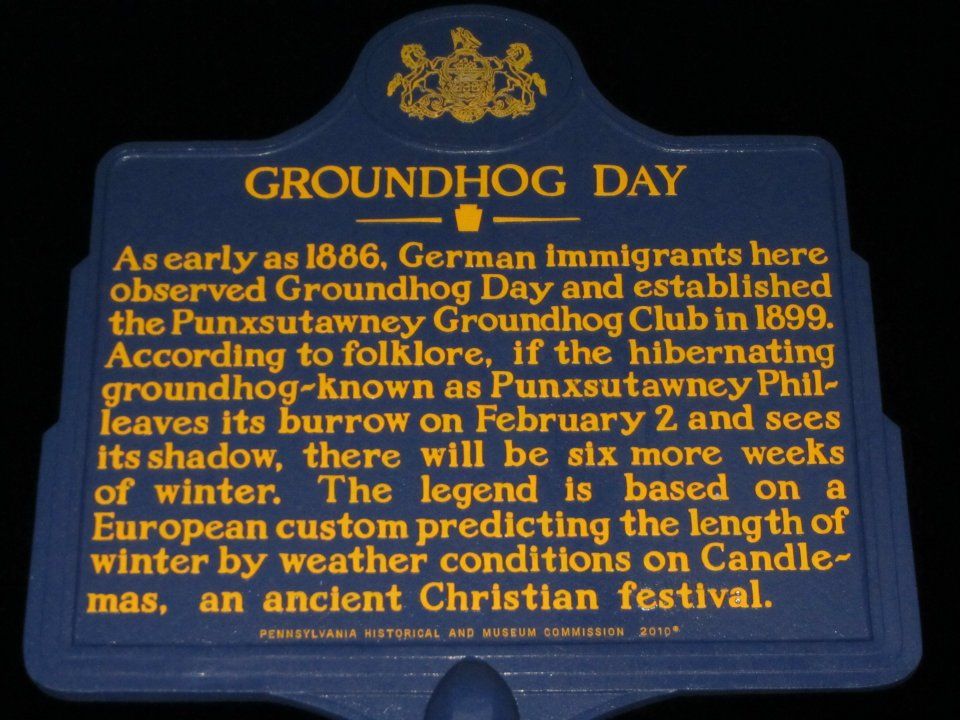 GROUNDHOG DAY
As early as 1886, German immigrants here
observed Groundhog Day and established
the Punxsutawney Groundhog Club in 1899.
According to folklore, if the hibernating
groundhog-known as Punxsutawney Phil-
leaves its burrow on February 2 and sees
its shadow, there will be six more weeks
of winter. The legend is based on a
European custom predicting the length of
winter by weather conditions on Candle-
mas, an ancient Christian festival.
PENNSYLVANIA HISTORICAL AND MUSEUM COMMISSION 2010®